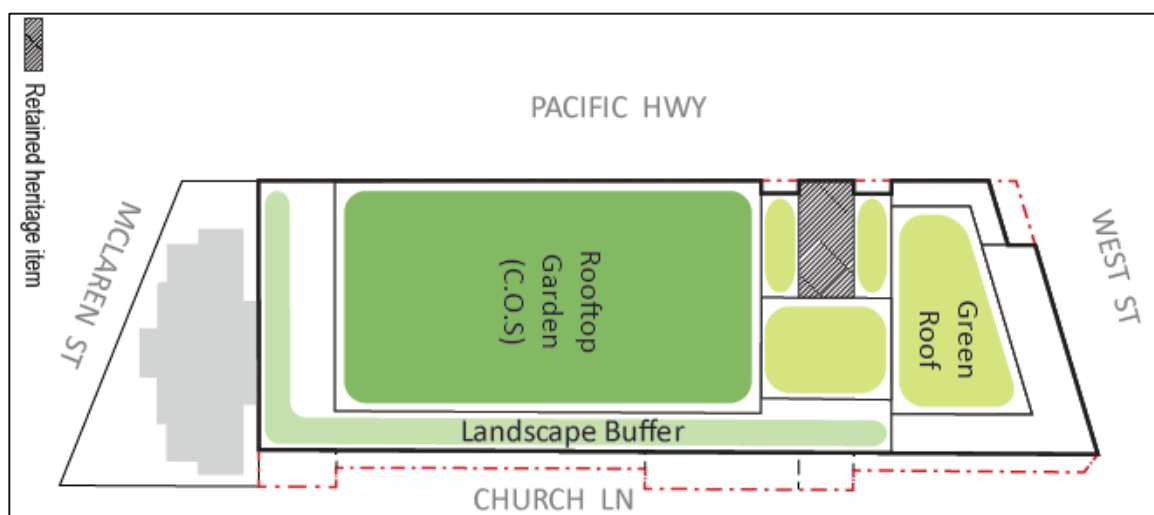 Retained heritage item
PACIFIC HWY
MCLAREN ST
WEST ST
Rooftop
Garden
(C.O.S)
Green
Roof
Landscape Buffer
CHURCH LN